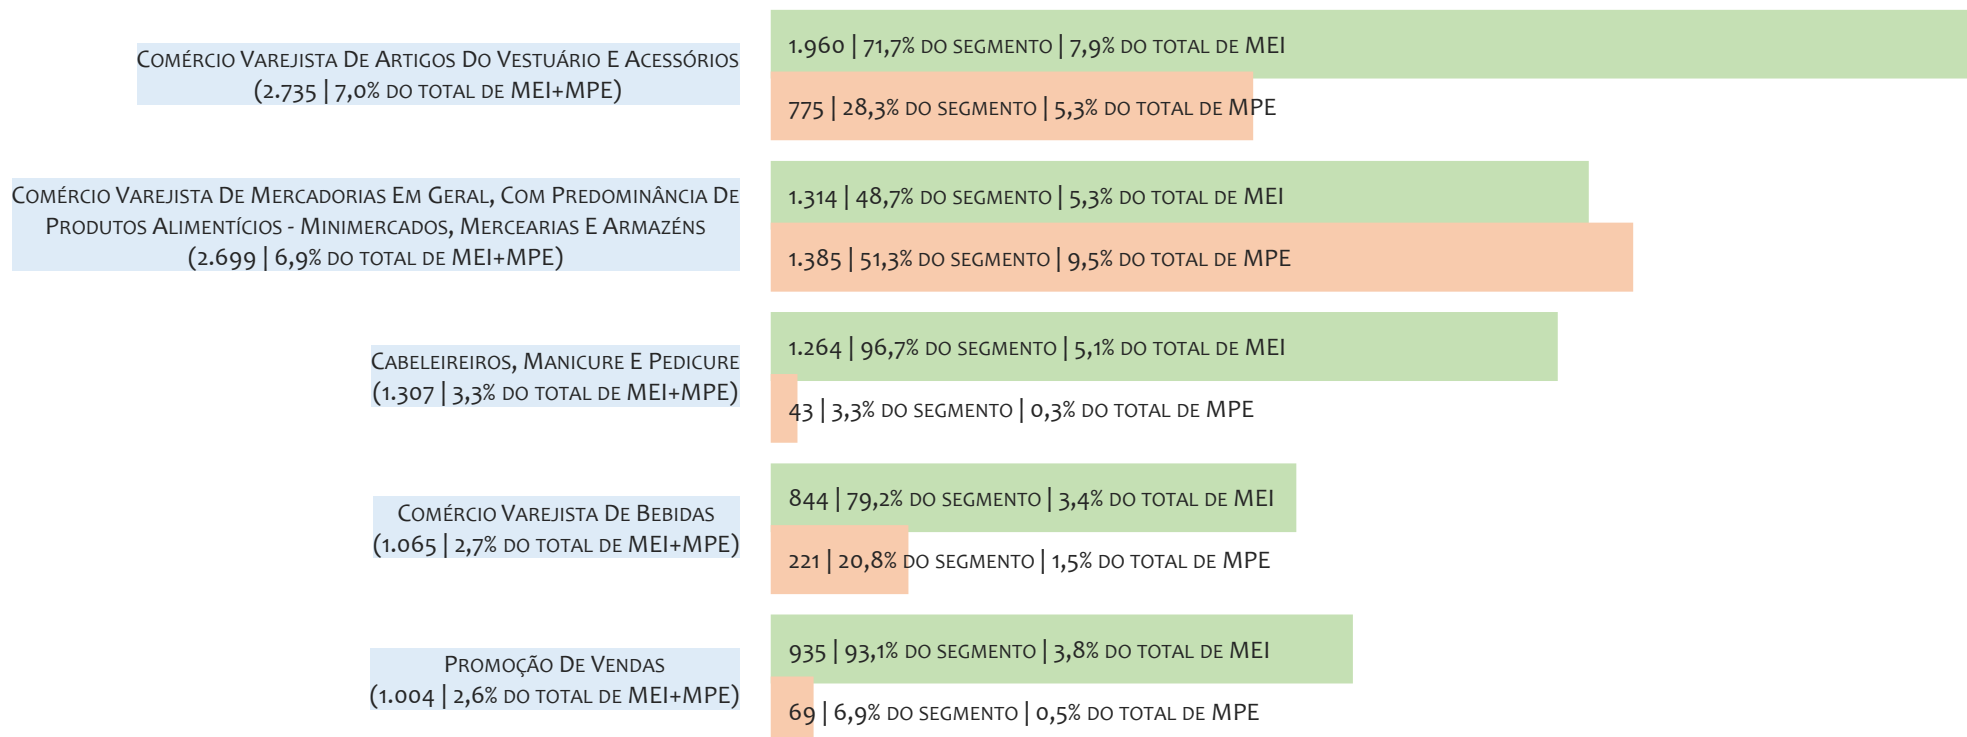 Comércio Varejista De Artigos Do Vestuário E Acessórios
(2.735 | 7,0% do total de MEI+MPE)
1.960 | 71,7% do segmento | 7,9% do total de MEI
775 | 28,3% do segmento | 5,3% do total de MPE
Comércio Varejista De Mercadorias Em Geral, Com Predominância De
Produtos Alimentícios - Minimercados, Mercearias E Armazéns
(2.699 | 6,9% do total de MEI+MPE)
1.314 | 48,7% do segmento | 5,3% do total de MEI
1.385 | 51,3% do segmento | 9,5% do total de MPE
Cabeleireiros, Manicure E Pedicure
(1.307 | 3,3% do total de MEI+MPE)
1.264 | 96,7% do segmento | 5,1% do total de MEI
43 | 3,3% do segmento | 0,3% do total de MPE
Comércio Varejista De Bebidas
(1.065 | 2,7% do total de MEI+MPE)
844 | 79,2% do segmento | 3,4% do total de MEI
221 | 20,8% do segmento | 1,5% do total de MPE
Promoção De Vendas
(1.004 | 2,6% do total de MEI+MPE)
935 | 93,1% do segmento | 3,8% do total de MEI
69 | 6,9% do segmento | 0,5% do total de MPE